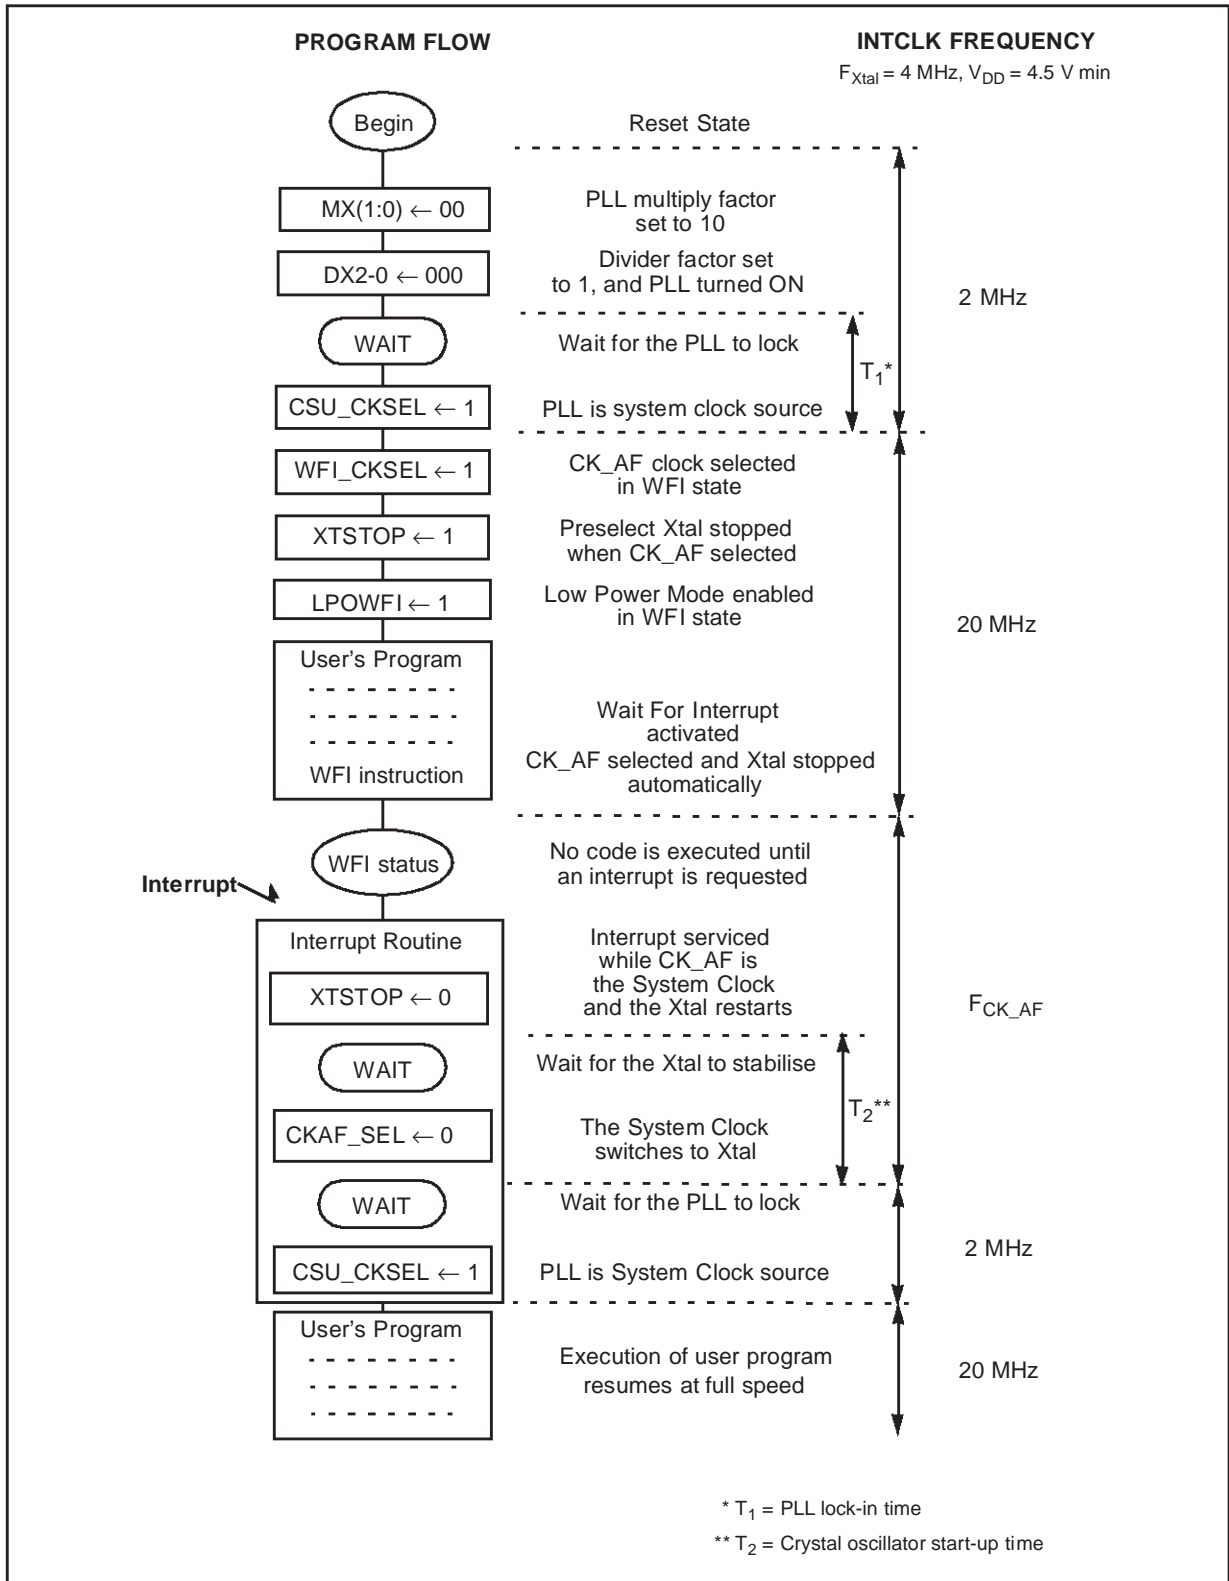 PROGRAM FLOW
INTCLK FREQUENCY
F_Xtal = 4 MHz, V_DD = 4.5 V min
Begin
Reset State
MX(1:0) ← 00
PLL multiply factor
set to 10
DX2-0 ← 000
Divider factor set
to 1, and PLL turned ON
2 MHz
WAIT
Wait for the PLL to lock
T_1*
CSU_CKSEL ← 1
PLL is system clock source
WFI_CKSEL ← 1
CK_AF clock selected
in WFI state
XTSTOP ← 1
Preselect Xtal stopped
when CK_AF selected
LPOWFI ← 1
Low Power Mode enabled
in WFI state
20 MHz
User's Program
Wait For Interrupt
activated
CK_AF selected and Xtal stopped
automatically
WFI instruction
WFI status
No code is executed until
an interrupt is requested
Interrupt
Interrupt Routine
Interrupt serviced
while CK_AF is
the System Clock
and the Xtal restarts
XTSTOP ← 0
F_CK_AF
WAIT
Wait for the Xtal to stabilise
T_2**
CKAF_SEL ← 0
The System Clock
switches to Xtal
WAIT
Wait for the PLL to lock
2 MHz
CSU_CKSEL ← 1
PLL is System Clock source
User's Program
Execution of user program
resumes at full speed
20 MHz
* T_1 = PLL lock-in time
** T_2 = Crystal oscillator start-up time